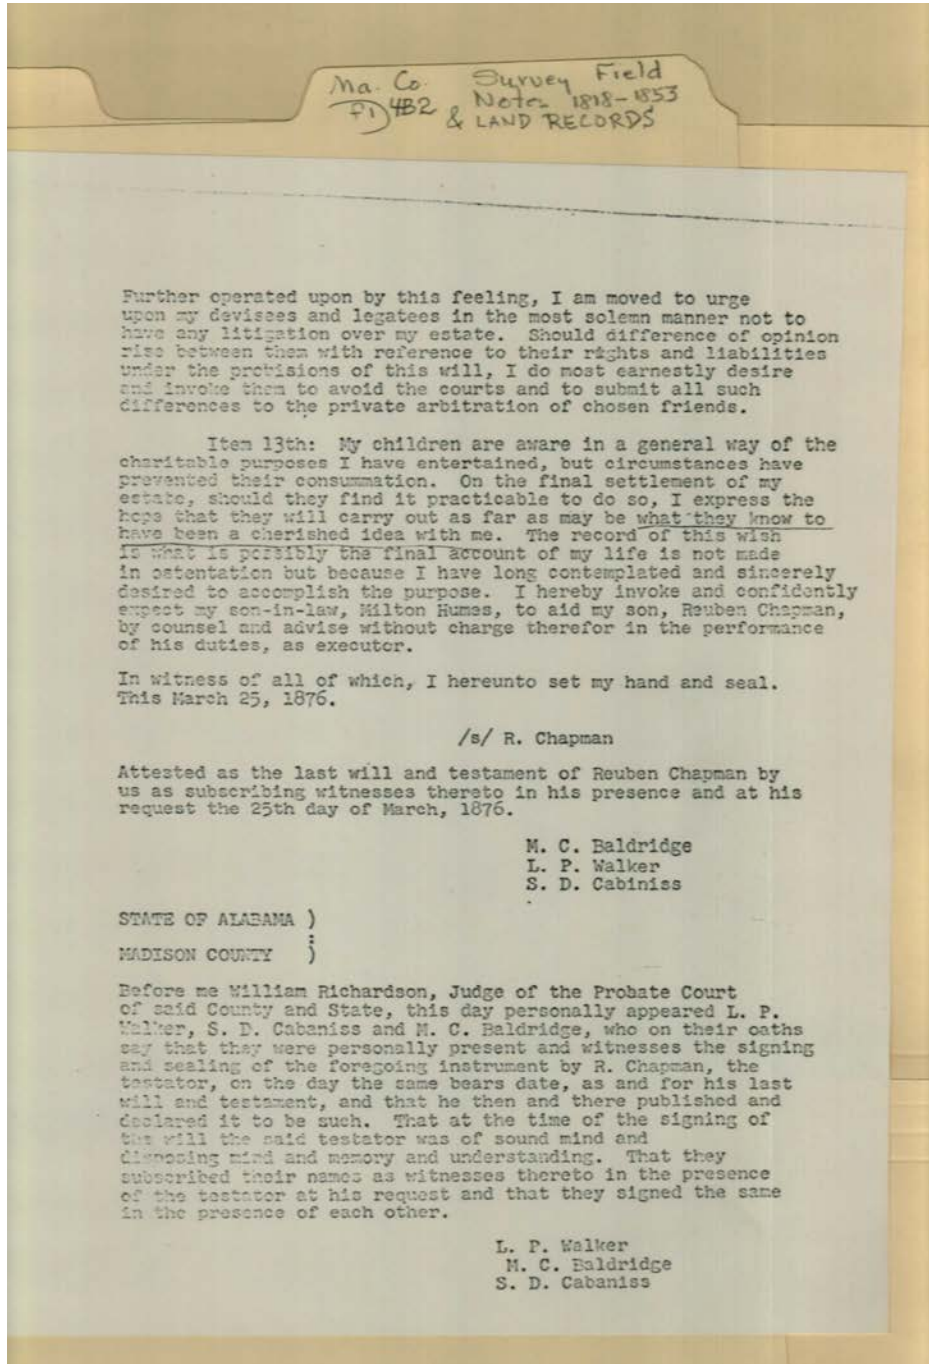 Ma. Co. Survey Field
P1) 4B2 Notes 1818-1853
& LAND RECORDS
Further operated upon by this feeling, I am moved to urge
upon my devisees and legatees in the most solemn manner not to
have any litigation over my estate. Should difference of opinion
rise between them with reference to their rights and liabilities
under the protisions of this will, I do most earnestly desire
and invoke them to avoid the courts and to submit all such
differences to the private arbitration of chosen friends.
Item 13th: My children are aware in a general way of the
charitable purposes I have entertained, but circumstances have
prevented their consummation. On the final settlement of my
estate, should they find it practicable to do so, I express the
hope that they will carry out as far as may be what they know to
have been a cherished idea with me. The record of this wish
is what is possibly the final account of my life is not made
in ostentation but because I have long contemplated and sincerely
desired to accomplish the purpose. I hereby invoke and confidently
expect my son-in-law, Milton Humes, to aid my son, Reuben Chapman,
by counsel and advise without charge therefor in the performance
of his duties, as executor.
In witness of all of which, I hereunto set my hand and seal.
This March 25, 1876.
/s/ R. Chapman
Attested as the last will and testament of Reuben Chapman by
us as subscribing witnesses thereto in his presence and at his
request the 25th day of March, 1876.
M. C. Baldridge
L. P. Walker
S. D. Cabiniss
STATE OF ALABAMA )
:
MADISON COUNTY )
Before me William Richardson, Judge of the Probate Court
of said County and State, this day personally appeared L. P.
Walker, S. D. Cabaniss and M. C. Baldridge, who on their oaths
say that they were personally present and witnesses the signing
and sealing of the foregoing instrument by R. Chapman, the
testator, on the day the same bears date, as and for his last
will and testament, and that he then and there published and
declared it to be such. That at the time of the signing of
the will the said testator was of sound mind and
disposing mind and memory and understanding. That they
subscribed their names as witnesses thereto in the presence
of the testator at his request and that they signed the same
in the presence of each other.
L. P. Walker
M. C. Baldridge
S. D. Cabaniss